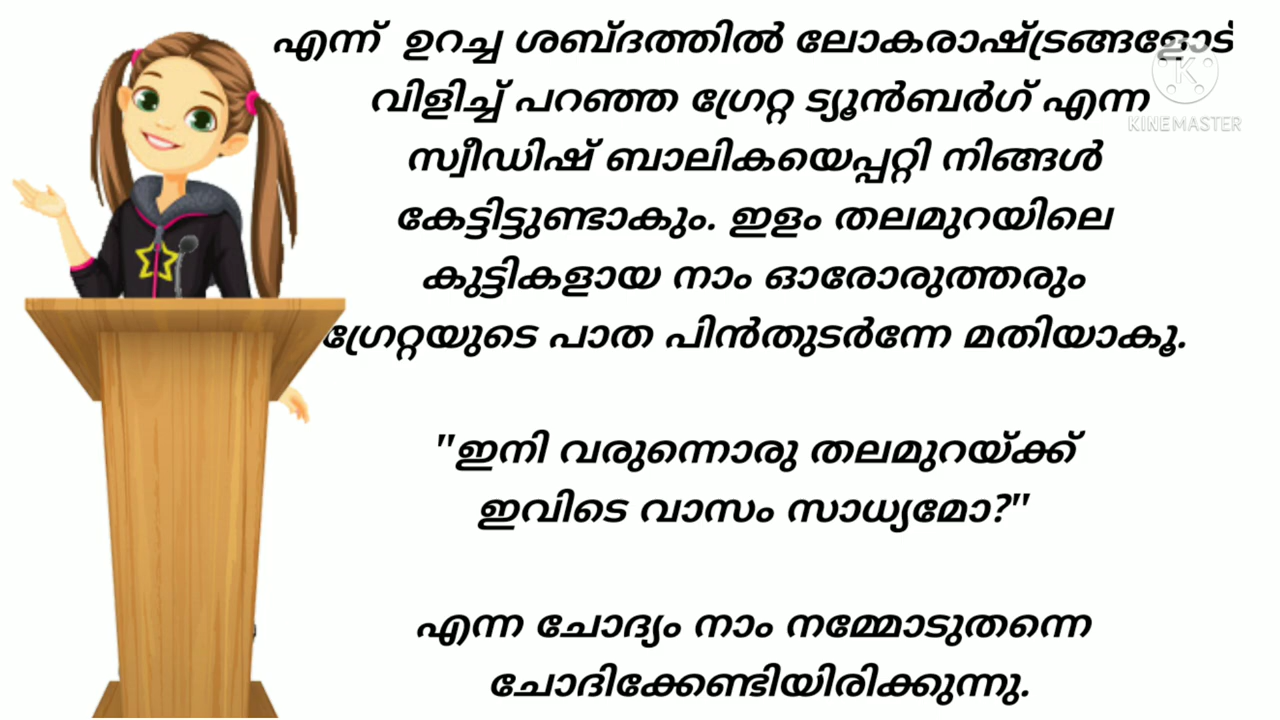 എന്ന് ഉറച്ച ശബ്ദത്തിൽ ലോകരാഷ്ട്രങ്ങളോട്
വിളിച്ച് പറഞ്ഞ ഗ്രേറ്റ ട്യൂൻബർഗ് എന്ന
സ്വീഡിഷ് ബാലികയെപ്പറ്റി നിങ്ങൾ
കേട്ടിട്ടുണ്ടാകും. ഇളം തലമുറയിലെ
കുട്ടികളായ നാം ഓരോരുത്തരും
ഗ്രേറ്റയുടെ പാത പിൻതുടർന്നേ മതിയാകൂ.
"ഇനി വരുന്നൊരു തലമുറയ്ക്ക്
ഇവിടെ വാസം സാധ്യമോ?"
എന്ന ചോദ്യം നാം നമ്മോടുതന്നെ
ചോദിക്കേണ്ടിയിരിക്കുന്നു.
K
KINEMASTER